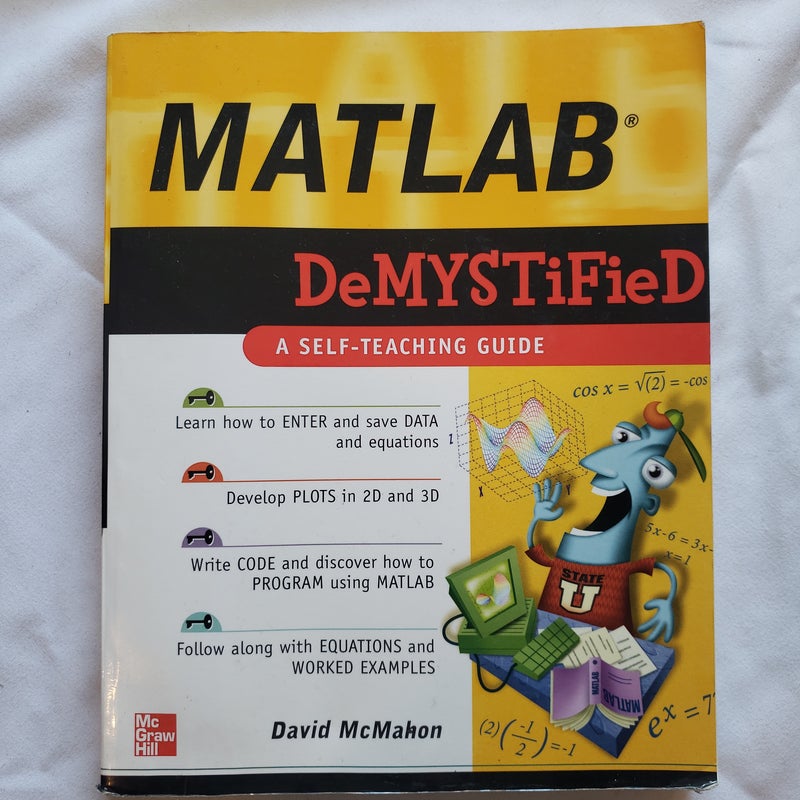 MATLAB®
DeMYSTiFieD
A SELF-TEACHING GUIDE
Learn how to ENTER and save DATA
and equations
Develop PLOTS in 2D and 3D
Write CODE and discover how to
PROGRAM using MATLAB
Follow along with EQUATIONS and
WORKED EXAMPLES
cos x = √(2) = -cos
z
X
Y
5x-6 = 3x-
x=1
STATE
U
MATLAB
MATLAB
(2)(-1/2)=-1
e^x = 7
David McMahon
Mc
Graw
Hill